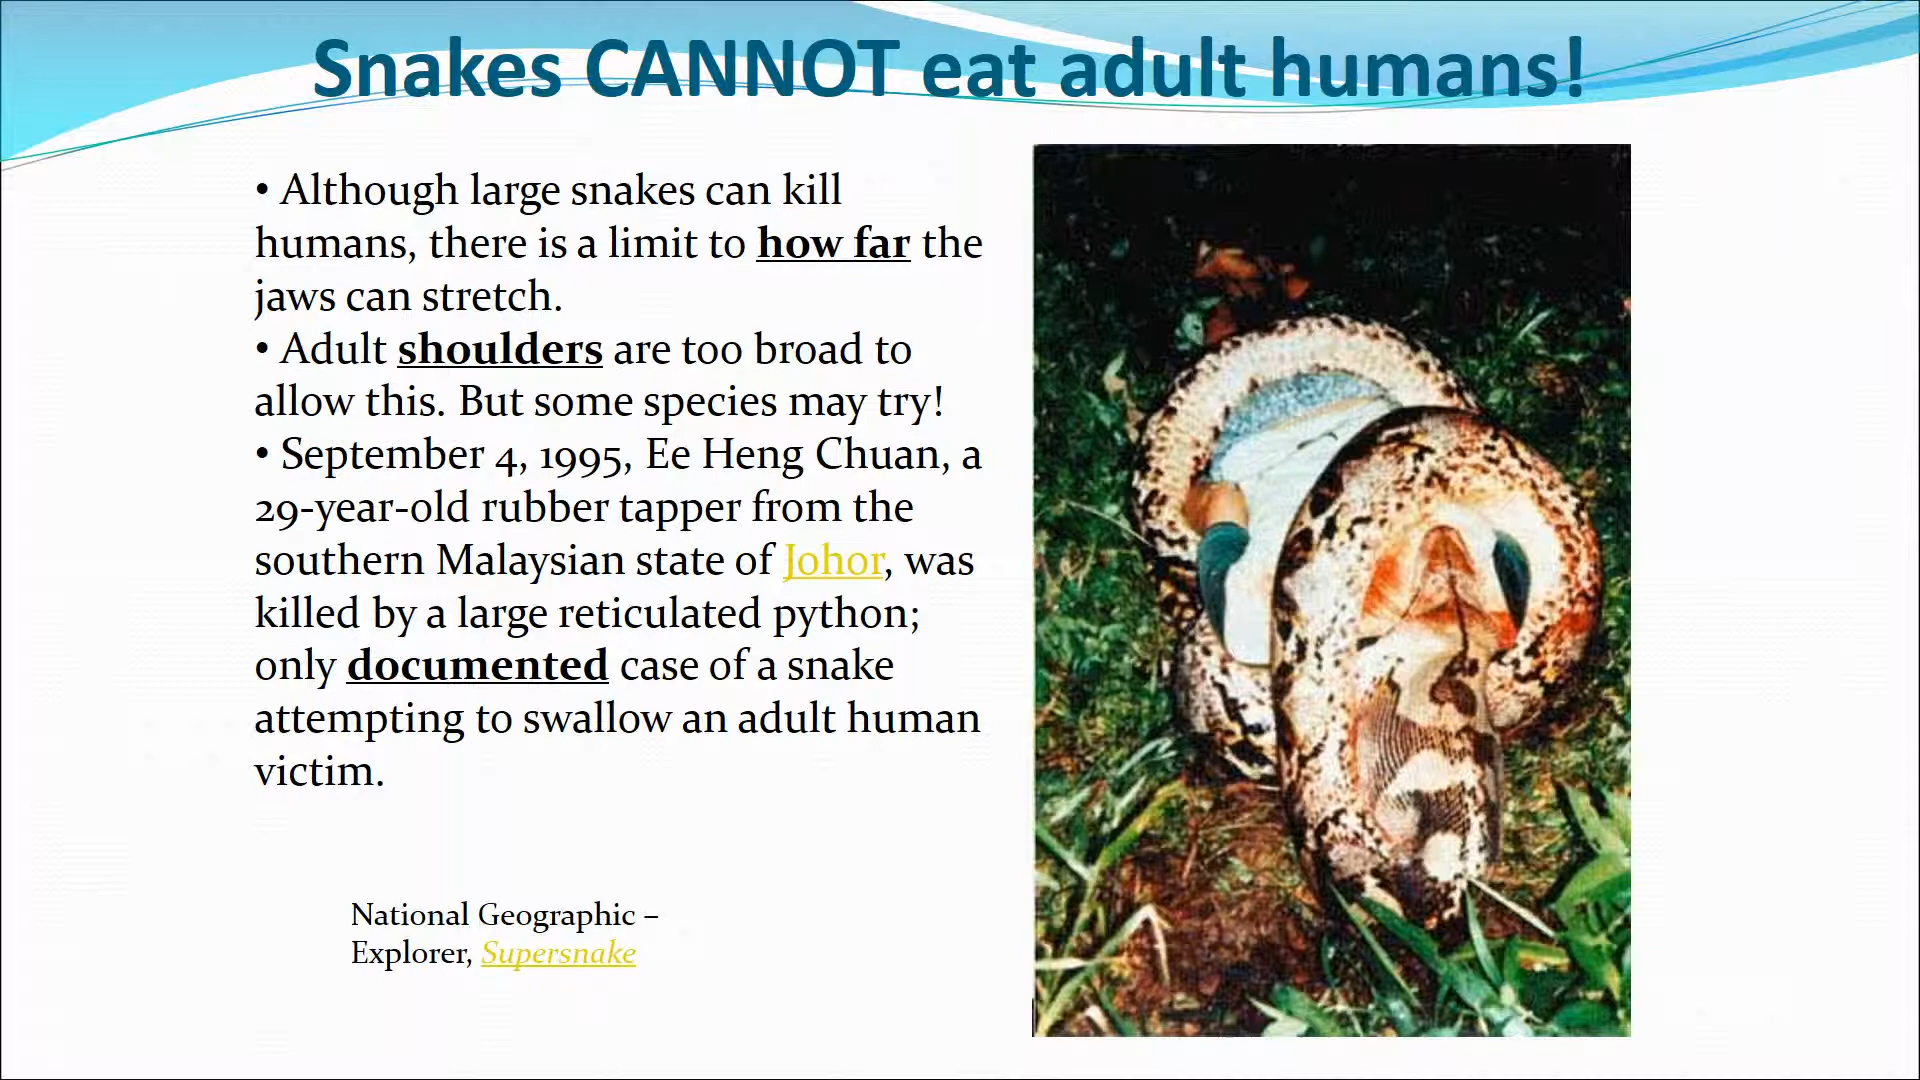 Snakes CANNOT eat adult humans!
• Although large snakes can kill
humans, there is a limit to how far the
jaws can stretch.
• Adult shoulders are too broad to
allow this. But some species may try!
• September 4, 1995, Ee Heng Chuan, a
29-year-old rubber tapper from the
southern Malaysian state of Johor, was
killed by a large reticulated python;
only documented case of a snake
attempting to swallow an adult human
victim.
National Geographic –
Explorer, Supersnake